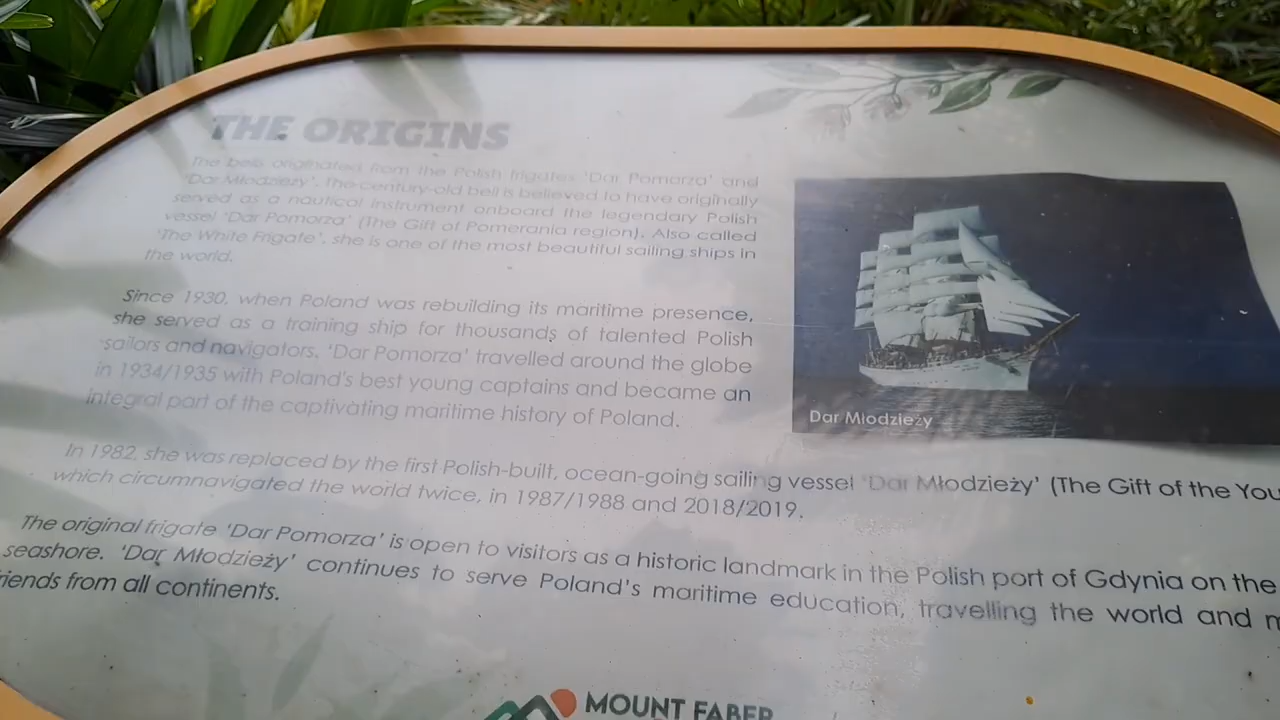 THE ORIGINS
The bells originated from the Polish frigates 'Dar Pomorza' and
'Dar Młodzieży'. The century-old bell is believed to have originally
served as a nautical instrument onboard the legendary Polish
vessel 'Dar Pomorza' (The Gift of Pomerania region). Also called
'The White Frigate', she is one of the most beautiful sailing ships in
the world.
Since 1930, when Poland was rebuilding its maritime presence,
she served as a training ship for thousands of talented Polish
sailors and navigators. 'Dar Pomorza' travelled around the globe
in 1934/1935 with Poland's best young captains and became an
integral part of the captivating maritime history of Poland.
Dar Młodzieży
In 1982, she was replaced by the first Polish-built, ocean-going sailing vessel 'Dar Młodzieży' (The Gift of the You
which circumnavigated the world twice, in 1987/1988 and 2018/2019.
The original frigate 'Dar Pomorza' is open to visitors as a historic landmark in the Polish port of Gdynia on the
seashore. 'Dar Młodzieży' continues to serve Poland's maritime education, travelling the world and m
riends from all continents.
MOUNT FABER